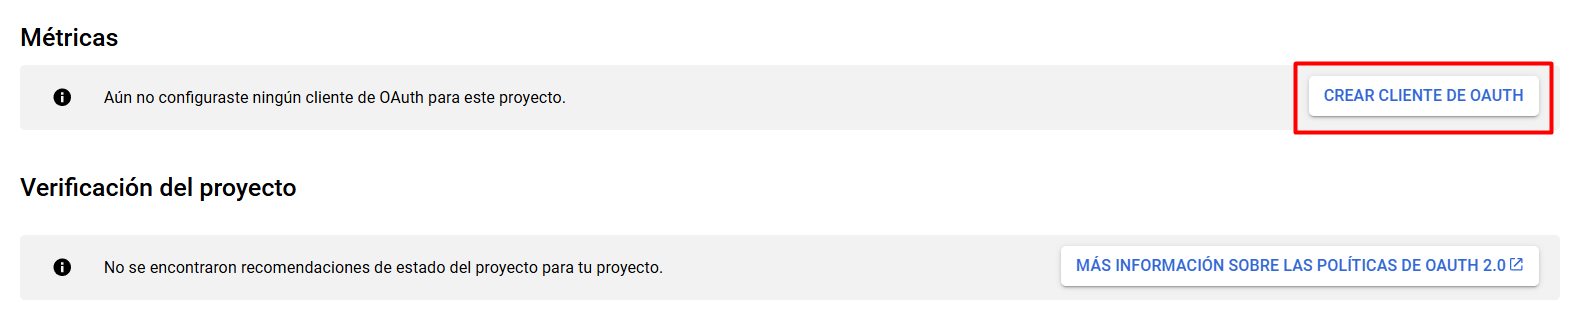 Métricas
Aún no configuraste ningún cliente de OAuth para este proyecto.
CREAR CLIENTE DE OAUTH
Verificación del proyecto
No se encontraron recomendaciones de estado del proyecto para tu proyecto.
MÁS INFORMACIÓN SOBRE LAS POLÍTICAS DE OAUTH 2.0